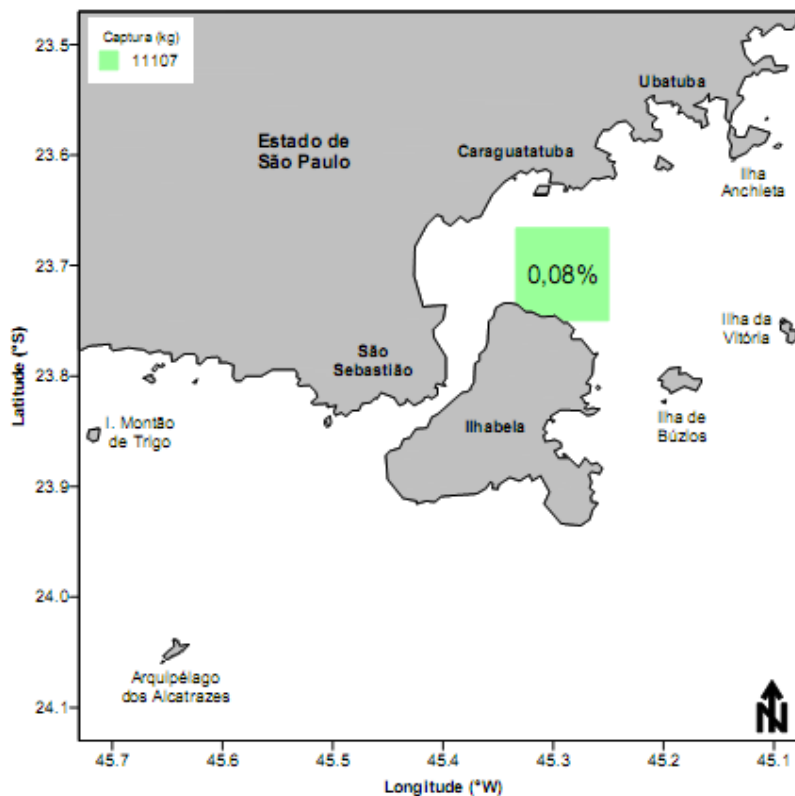 Captura (kg)
11107
23.5
23.6
23.7
23.8
23.9
24.0
24.1
Latitude (°S)
Ubatuba
Estado de
São Paulo
Caraguatatuba
Ilha
Anchieta
0,08%
Ilha da
Vitória
São
Sebastião
I. Montão
de Trigo
Ilhabela
Ilha de
Búzios
Arquipélago
dos Alcatrazes
N
45.7
45.6
45.5
45.4
45.3
45.2
45.1
Longitude (°W)